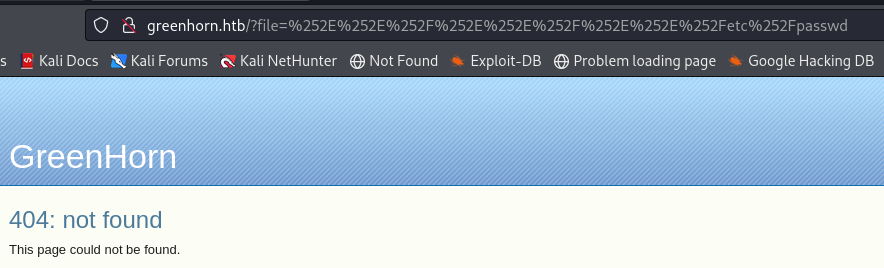 greenhorn.htb/?file=%252E%252E%252F%252E%252E%252F%252E%252E%252Fetc%252Fpasswd
s Kali Docs Kali Forums Kali NetHunter Not Found Exploit-DB Problem loading page Google Hacking DB
GreenHorn
404: not found
This page could not be found.